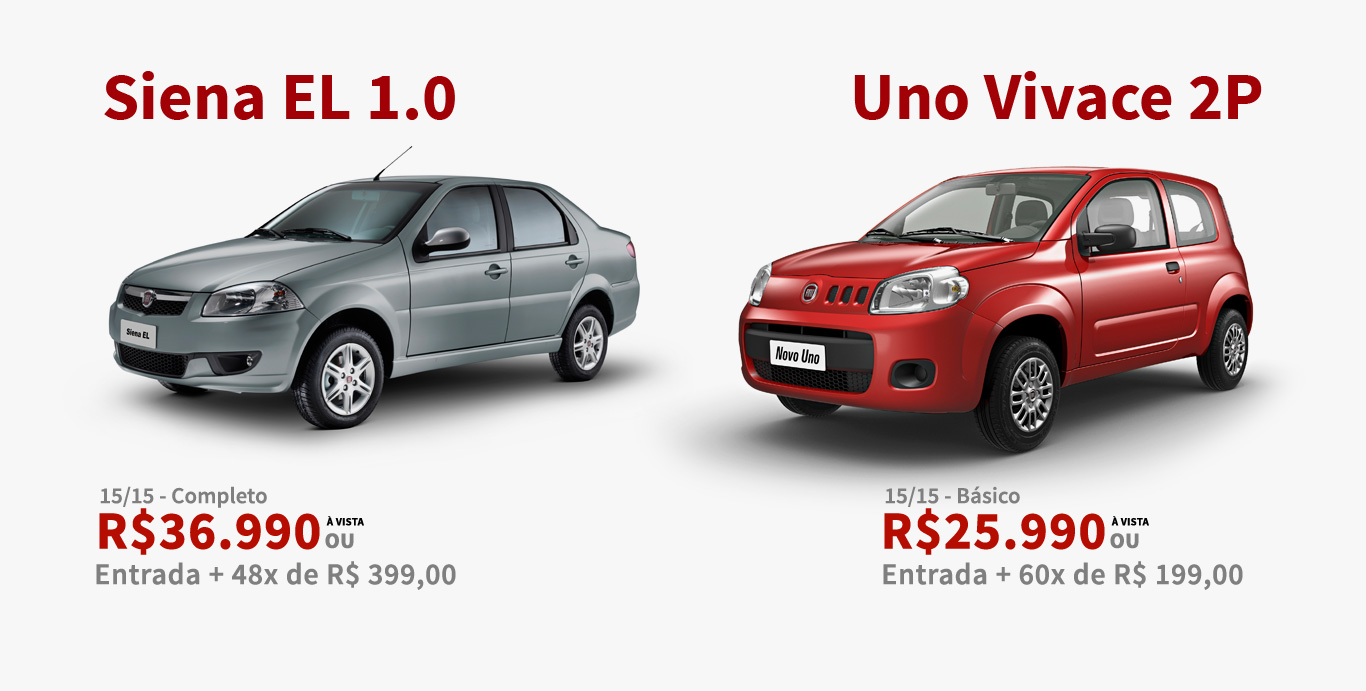 Siena EL 1.0
Uno Vivace 2P
Siena EL
Novo Uno
15/15 - Completo
R$36.990 À VISTA
OU
Entrada + 48x de R$ 399,00
15/15 - Básico
R$25.990 À VISTA
OU
Entrada + 60x de R$ 199,00